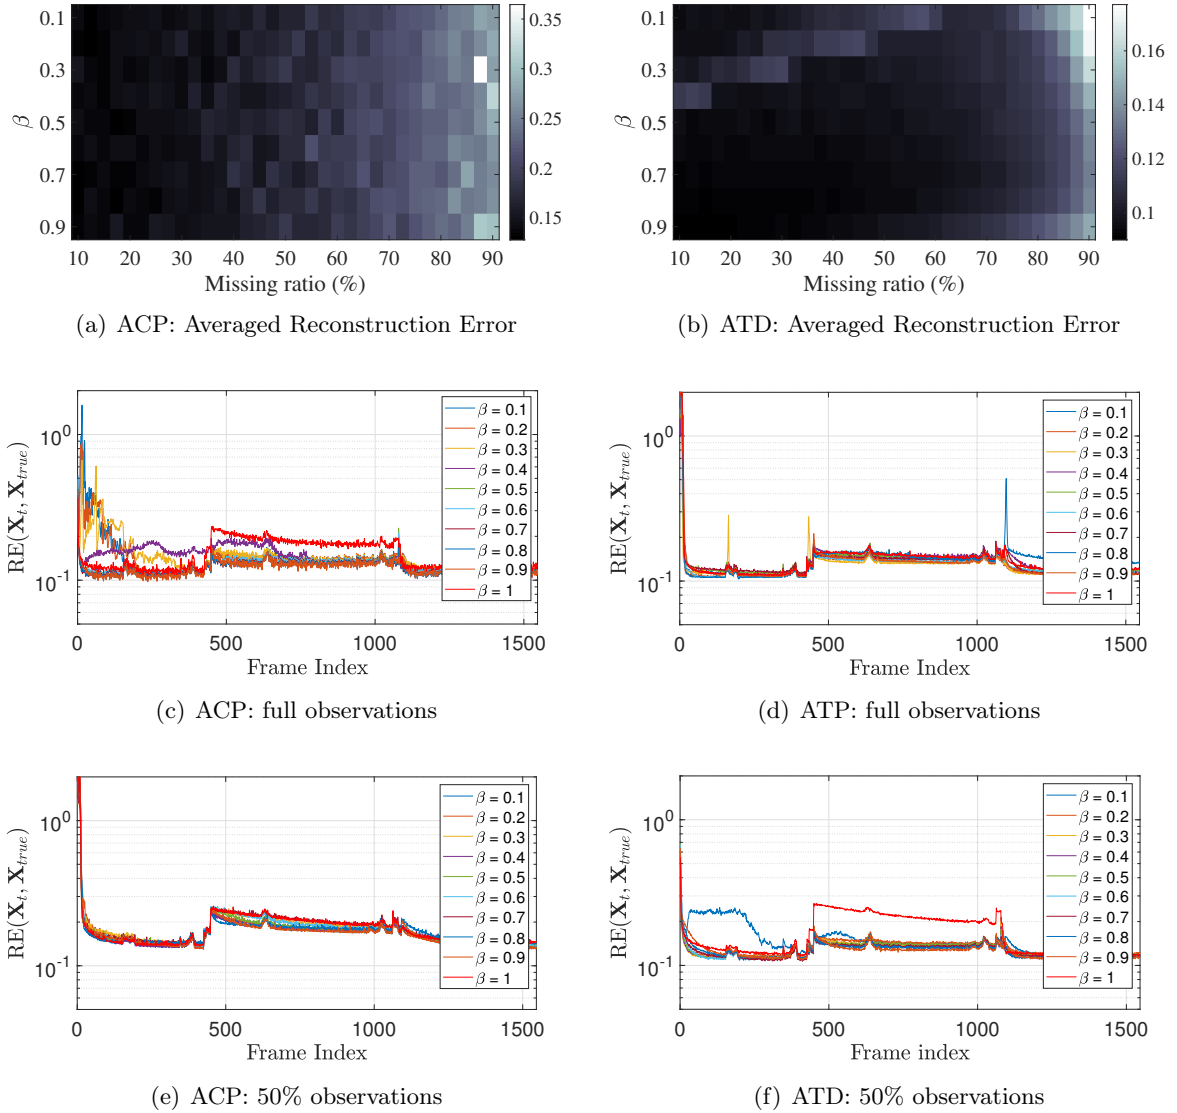 0.1
0.3
0.5
0.7
0.9
β
10 20 30 40 50 60 70 80 90
Missing ratio (%)
0.35
0.3
0.25
0.2
0.15
(a) ACP: Averaged Reconstruction Error
0.1
0.3
0.5
0.7
0.9
β
10 20 30 40 50 60 70 80 90
Missing ratio (%)
0.16
0.14
0.12
0.1
(b) ATD: Averaged Reconstruction Error
RE(X_t, X_true)
10^0
10^-1
0 500 1000 1500
Frame Index
β = 0.1
β = 0.2
β = 0.3
β = 0.4
β = 0.5
β = 0.6
β = 0.7
β = 0.8
β = 0.9
β = 1
(c) ACP: full observations
RE(X_t, X_true)
10^0
10^-1
0 500 1000 1500
Frame Index
β = 0.1
β = 0.2
β = 0.3
β = 0.4
β = 0.5
β = 0.6
β = 0.7
β = 0.8
β = 0.9
β = 1
(d) ATP: full observations
RE(X_t, X_true)
10^0
10^-1
0 500 1000 1500
Frame Index
β = 0.1
β = 0.2
β = 0.3
β = 0.4
β = 0.5
β = 0.6
β = 0.7
β = 0.8
β = 0.9
β = 1
(e) ACP: 50% observations
RE(X_t, X_true)
10^0
10^-1
0 500 1000 1500
Frame index
β = 0.1
β = 0.2
β = 0.3
β = 0.4
β = 0.5
β = 0.6
β = 0.7
β = 0.8
β = 0.9
β = 1
(f) ATD: 50% observations